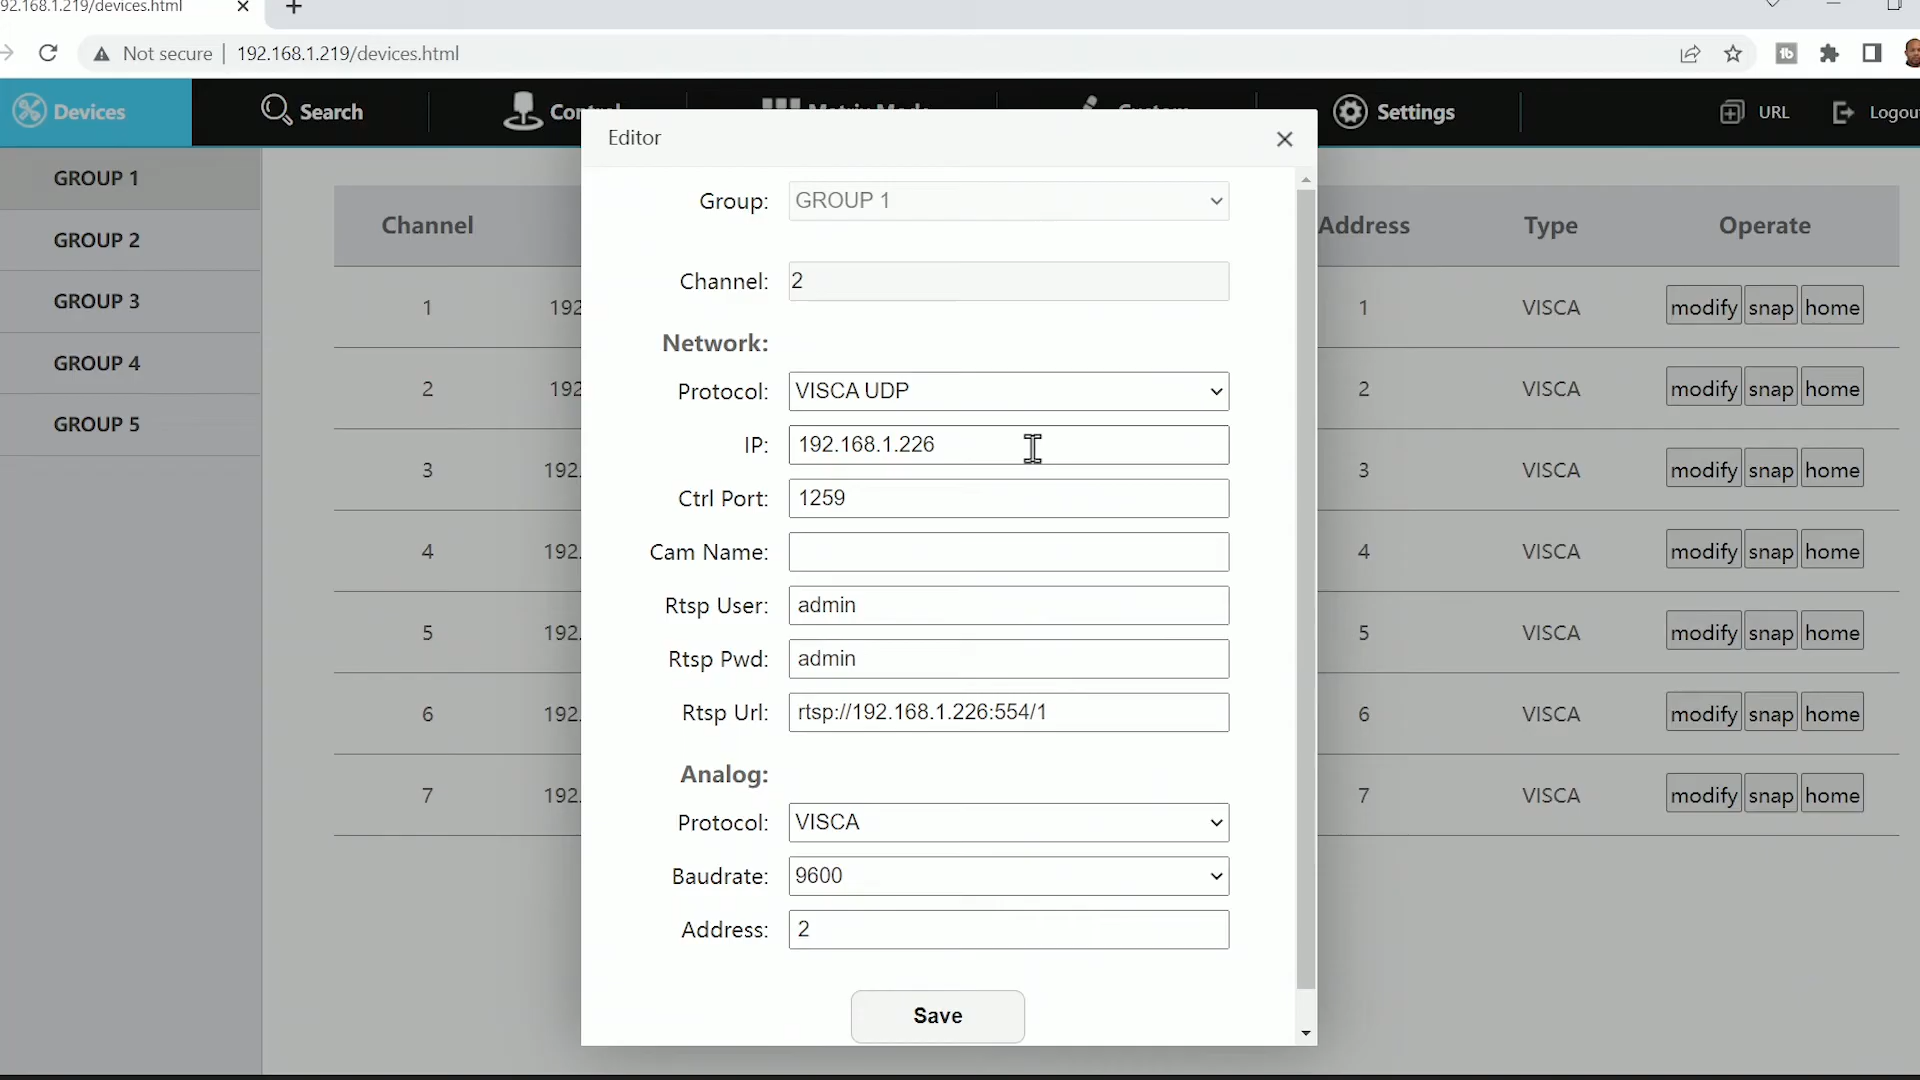 92.168.1.219/devices.html
Not secure | 192.168.1.219/devices.html
Devices Search Settings URL
Editor
Group: GROUP 1
Channel: 2
Network:
Protocol: VISCA UDP
IP: 192.168.1.226
Ctrl Port: 1259
Cam Name:
Rtsp User: admin
Rtsp Pwd: admin
Rtsp Url: rtsp://192.168.1.226:554/1
Analog:
Protocol: VISCA
Baudrate: 9600
Address: 2
Save
GROUP 1
GROUP 2
GROUP 3
GROUP 4
GROUP 5
Channel Address Type Operate
1 192 1 VISCA modify snap home
2 192 2 VISCA modify snap home
3 192. 3 VISCA modify snap home
4 192. 4 VISCA modify snap home
5 192. 5 VISCA modify snap home
6 192. 6 VISCA modify snap home
7 192. 7 VISCA modify snap home